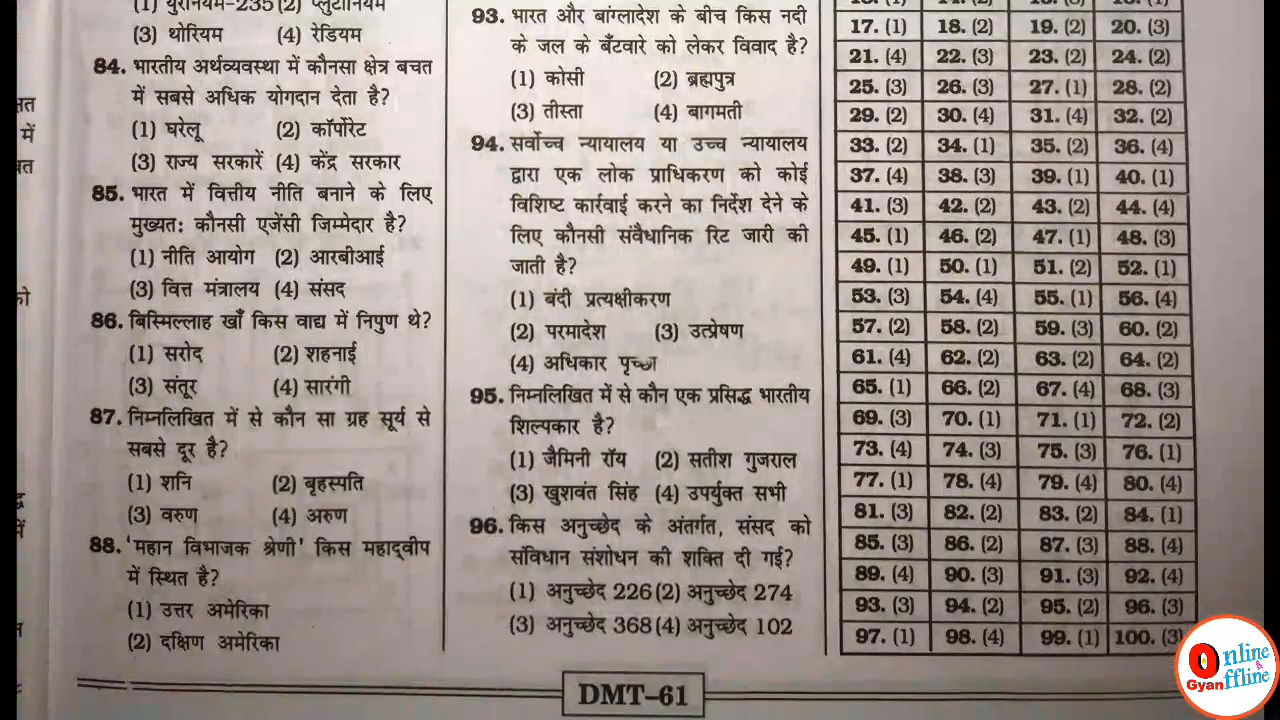 (1) युरेनियम-235 (2) प्लुटोनियम
(3) थोरियम (4) रेडियम
84. भारतीय अर्थव्यवस्था में कौनसा क्षेत्र बचत
में सबसे अधिक योगदान देता है?
(1) घरेलू (2) कॉर्पोरेट
(3) राज्य सरकारें (4) केंद्र सरकार
85. भारत में वित्तीय नीति बनाने के लिए
मुख्यतः कौनसी एजेंसी जिम्मेदार है?
(1) नीति आयोग (2) आरबीआई
(3) वित्त मंत्रालय (4) संसद
86. बिस्मिल्लाह खाँ किस वाद्य में निपुण थे?
(1) सरोद (2) शहनाई
(3) संतूर (4) सारंगी
87. निम्नलिखित में से कौन सा ग्रह सूर्य से
सबसे दूर है?
(1) शनि (2) बृहस्पति
(3) वरुण (4) अरुण
88. 'महान विभाजक श्रेणी' किस महाद्वीप
में स्थित है?
(1) उत्तर अमेरिका
(2) दक्षिण अमेरिका
93. भारत और बांग्लादेश के बीच किस नदी
के जल के बँटवारे को लेकर विवाद है?
(1) कोसी (2) ब्रह्मपुत्र
(3) तीस्ता (4) बागमती
94. सर्वोच्च न्यायालय या उच्च न्यायालय
द्वारा एक लोक प्राधिकरण को कोई
विशिष्ट कार्रवाई करने का निर्देश देने के
लिए कौनसी संवैधानिक रिट जारी की
जाती है?
(1) बंदी प्रत्यक्षीकरण
(2) परमादेश (3) उत्प्रेषण
(4) अधिकार पृच्छा
95. निम्नलिखित में से कौन एक प्रसिद्ध भारतीय
शिल्पकार है?
(1) जैमिनी रॉय (2) सतीश गुजराल
(3) खुशवंत सिंह (4) उपर्युक्त सभी
96. किस अनुच्छेद के अंतर्गत, संसद को
संविधान संशोधन की शक्ति दी गई?
(1) अनुच्छेद 226 (2) अनुच्छेद 274
(3) अनुच्छेद 368 (4) अनुच्छेद 102
17. (1) 18. (2) 19. (2) 20. (3)
21. (4) 22. (3) 23. (2) 24. (2)
25. (3) 26. (3) 27. (1) 28. (2)
29. (2) 30. (4) 31. (4) 32. (2)
33. (2) 34. (1) 35. (2) 36. (4)
37. (4) 38. (3) 39. (1) 40. (1)
41. (3) 42. (2) 43. (2) 44. (4)
45. (1) 46. (2) 47. (1) 48. (3)
49. (1) 50. (1) 51. (2) 52. (1)
53. (3) 54. (4) 55. (1) 56. (4)
57. (2) 58. (2) 59. (3) 60. (2)
61. (4) 62. (2) 63. (2) 64. (2)
65. (1) 66. (2) 67. (4) 68. (3)
69. (3) 70. (1) 71. (1) 72. (2)
73. (4) 74. (3) 75. (3) 76. (1)
77. (1) 78. (4) 79. (4) 80. (4)
81. (3) 82. (2) 83. (2) 84. (1)
85. (3) 86. (2) 87. (3) 88. (4)
89. (4) 90. (3) 91. (3) 92. (4)
93. (3) 94. (2) 95. (2) 96. (3)
97. (1) 98. (4) 99. (1) 100. (3)
DMT–61
Online
& ffline
Gyan